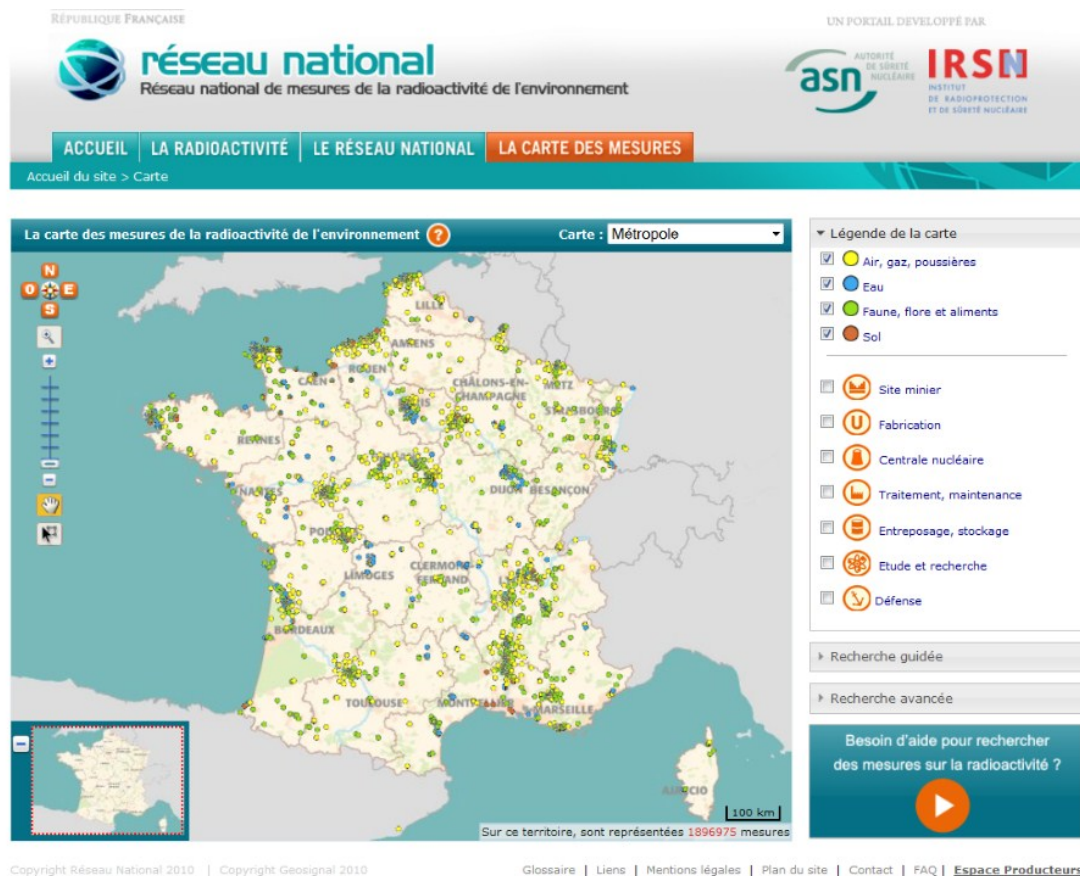 RÉPUBLIQUE FRANÇAISE
UN PORTAIL DEVELOPPÉ PAR
réseau national
Réseau national de mesures de la radioactivité de l'environnement
asn
AUTORITÉ
DE SÛRETÉ
NUCLÉAIRE
IRSN
INSTITUT
DE RADIOPROTECTION
ET DE SÛRETÉ NUCLÉAIRE
ACCUEIL LA RADIOACTIVITÉ LE RÉSEAU NATIONAL LA CARTE DES MESURES
Accueil du site > Carte
La carte des mesures de la radioactivité de l'environnement ? Carte : Métropole
N
O E
S
LILLE
AMIENS
ROUEN
CAEN
CHÂLONS-EN-
CHAMPAGNE
METZ
STRASBOURG
RENNES
NANTES
DIJON
BESANÇON
POITIERS
LIMOGES
CLERMONT-
FERRAND
BORDEAUX
TOULOUSE
MONTPELLIER
MARSEILLE
AJACCIO
100 km
Sur ce territoire, sont représentées 1896975 mesures
Légende de la carte
Air, gaz, poussières
Eau
Faune, flore et aliments
Sol
Site minier
U Fabrication
Centrale nucléaire
Traitement, maintenance
Entreposage, stockage
Etude et recherche
Défense
Recherche guidée
Recherche avancée
Besoin d'aide pour rechercher
des mesures sur la radioactivité ?
Copyright Réseau National 2010 | Copyright Geosignal 2010
Glossaire | Liens | Mentions légales | Plan du site | Contact | FAQ | Espace Producteurs